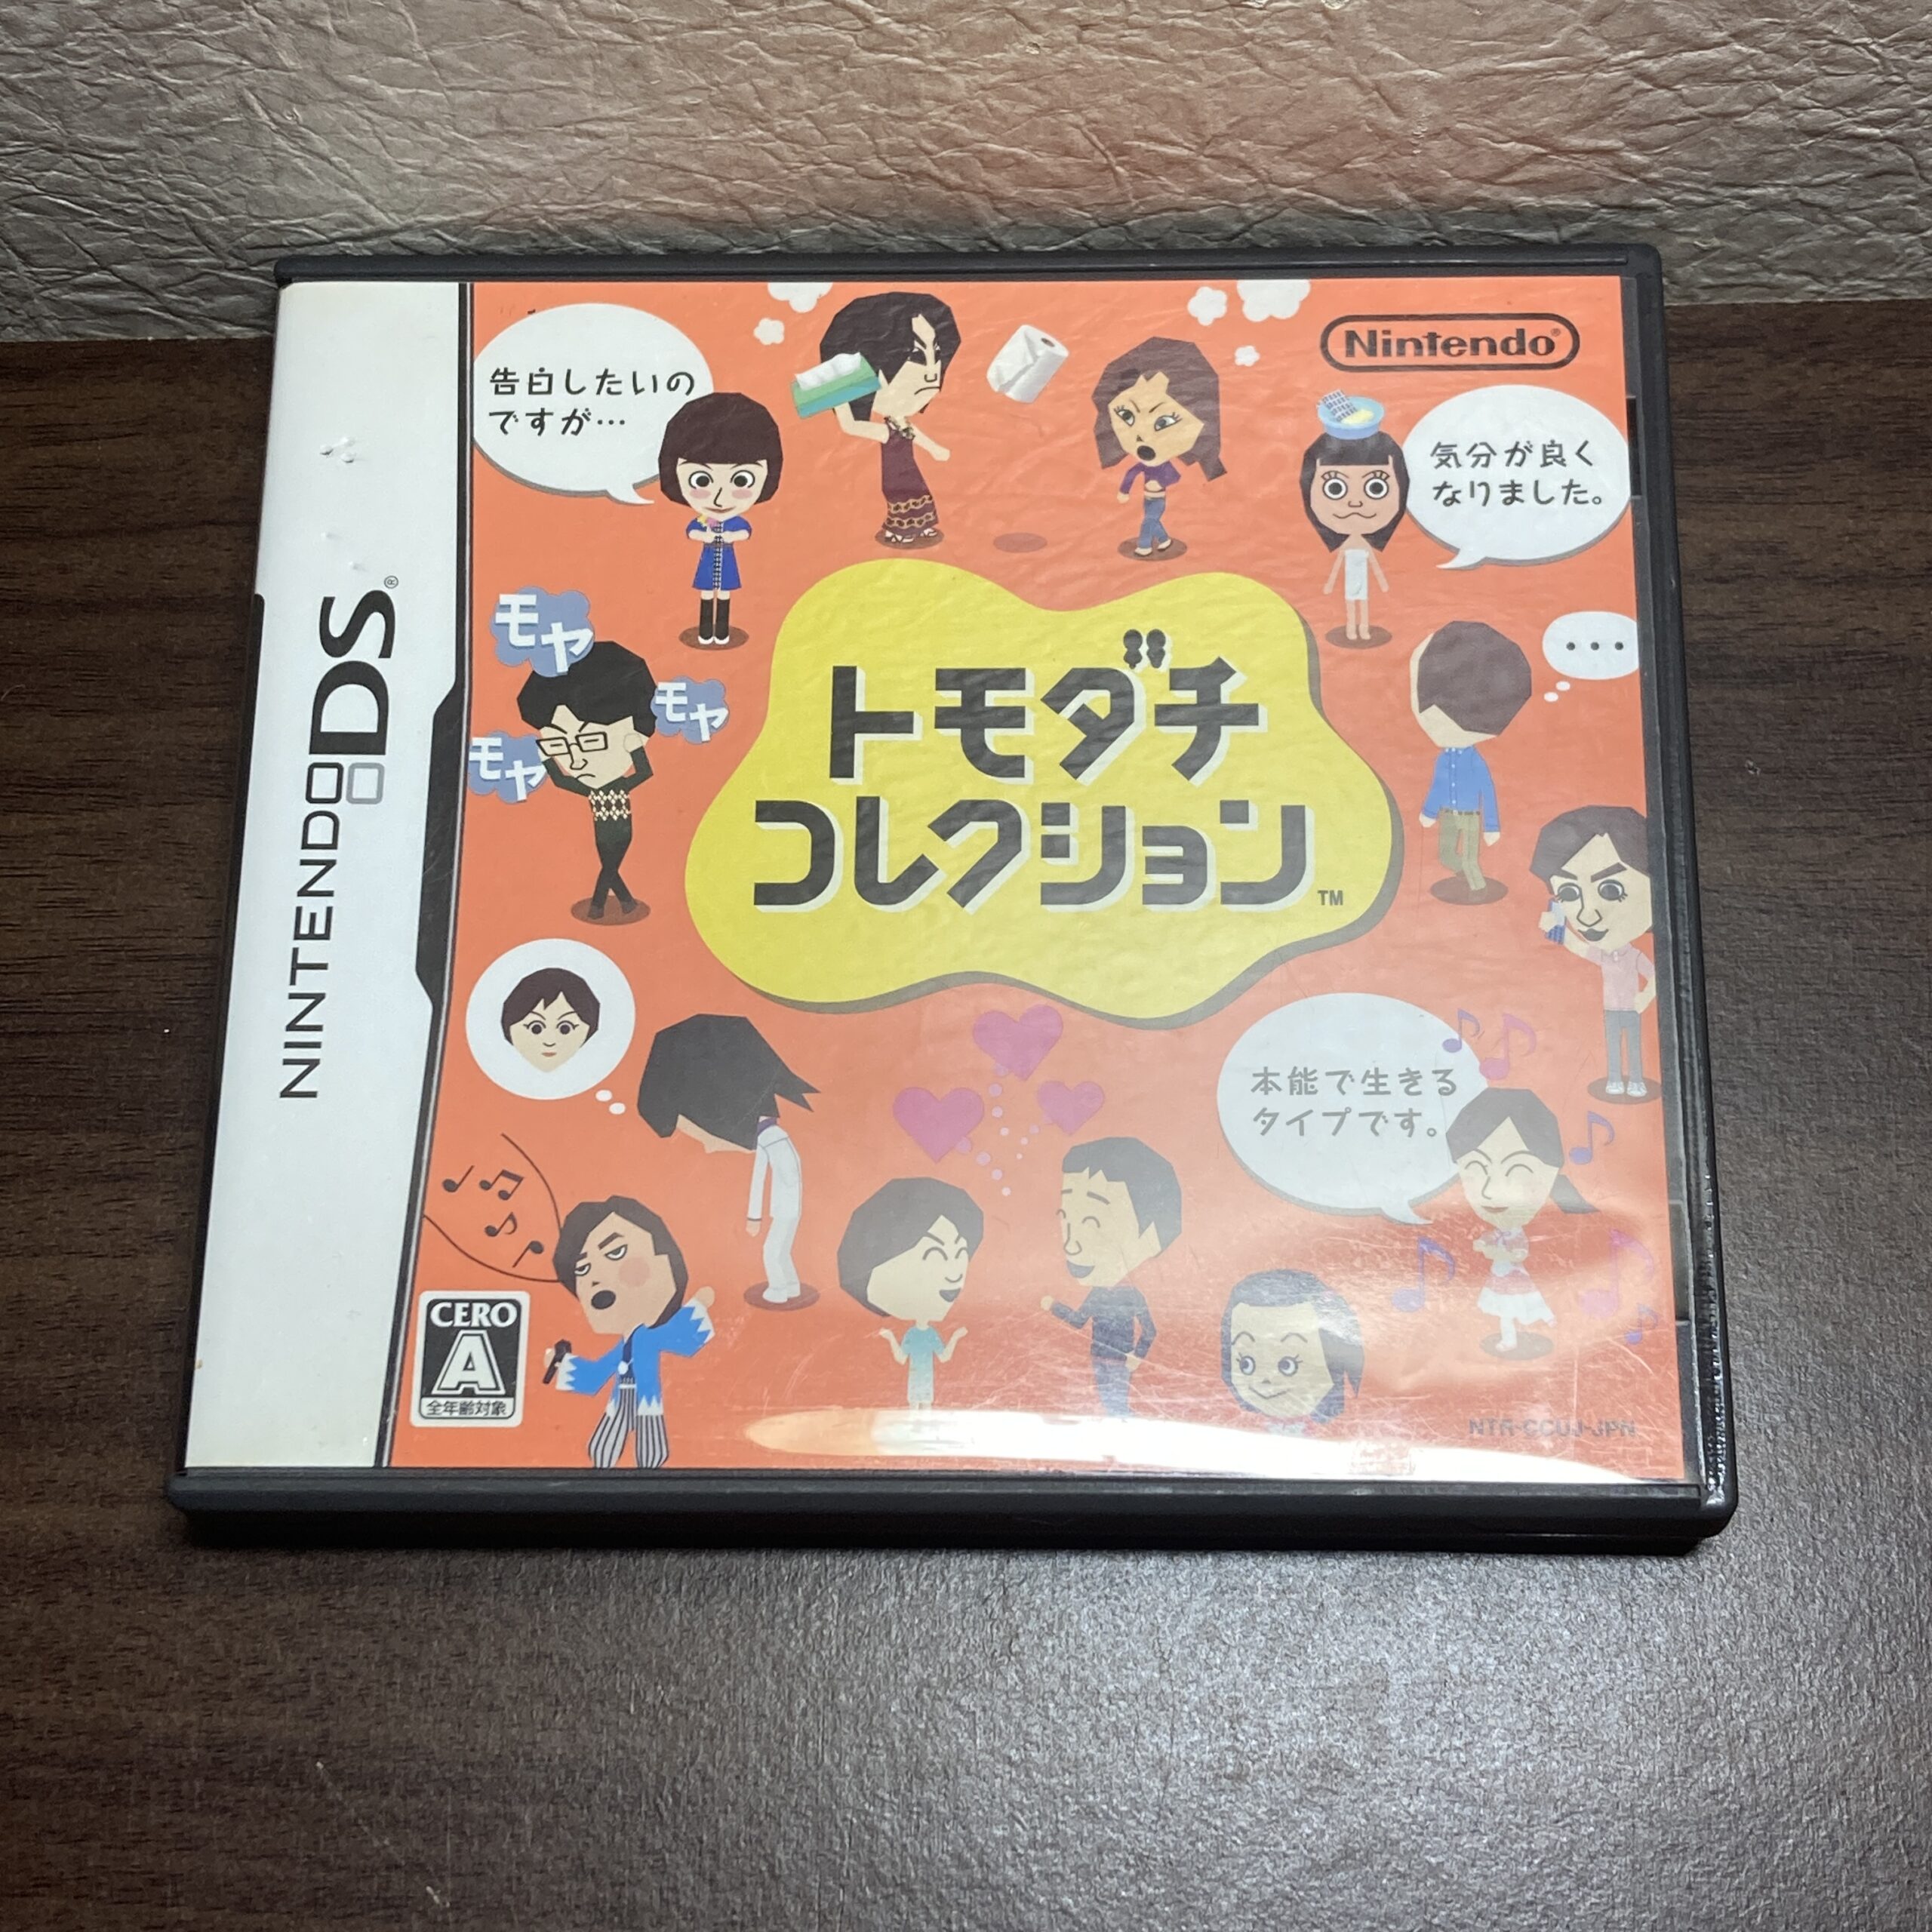 NINTENDO DS®
Nintendo®
告白したいの
ですが…
気分が良く
なりました。
モヤ
モヤ
モヤ
...
トモダチ
コレクション™
本能で生きる
タイプです。
CERO
A
全年齢対象
NTR-CCUJ-JPN